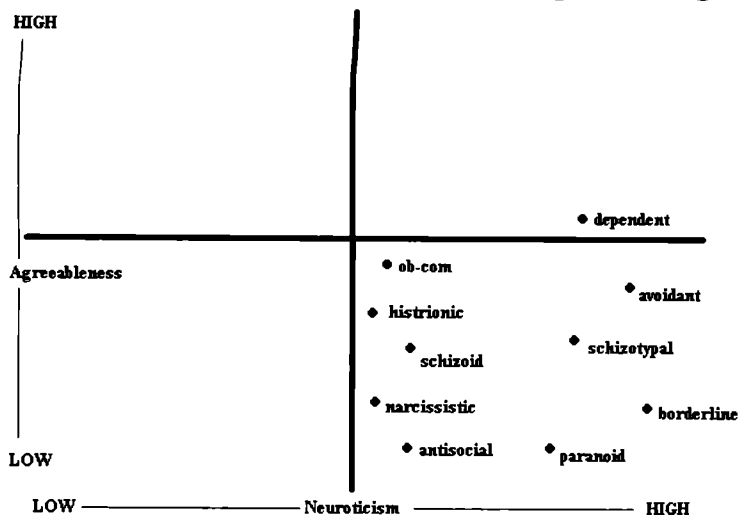 HIGH
dependent
Agreeableness
ob-com
avoidant
histrionic
schizotypal
schizoid
narcissistic
borderline
antisocial
paranoid
LOW
LOW
Neuroticism
HIGH